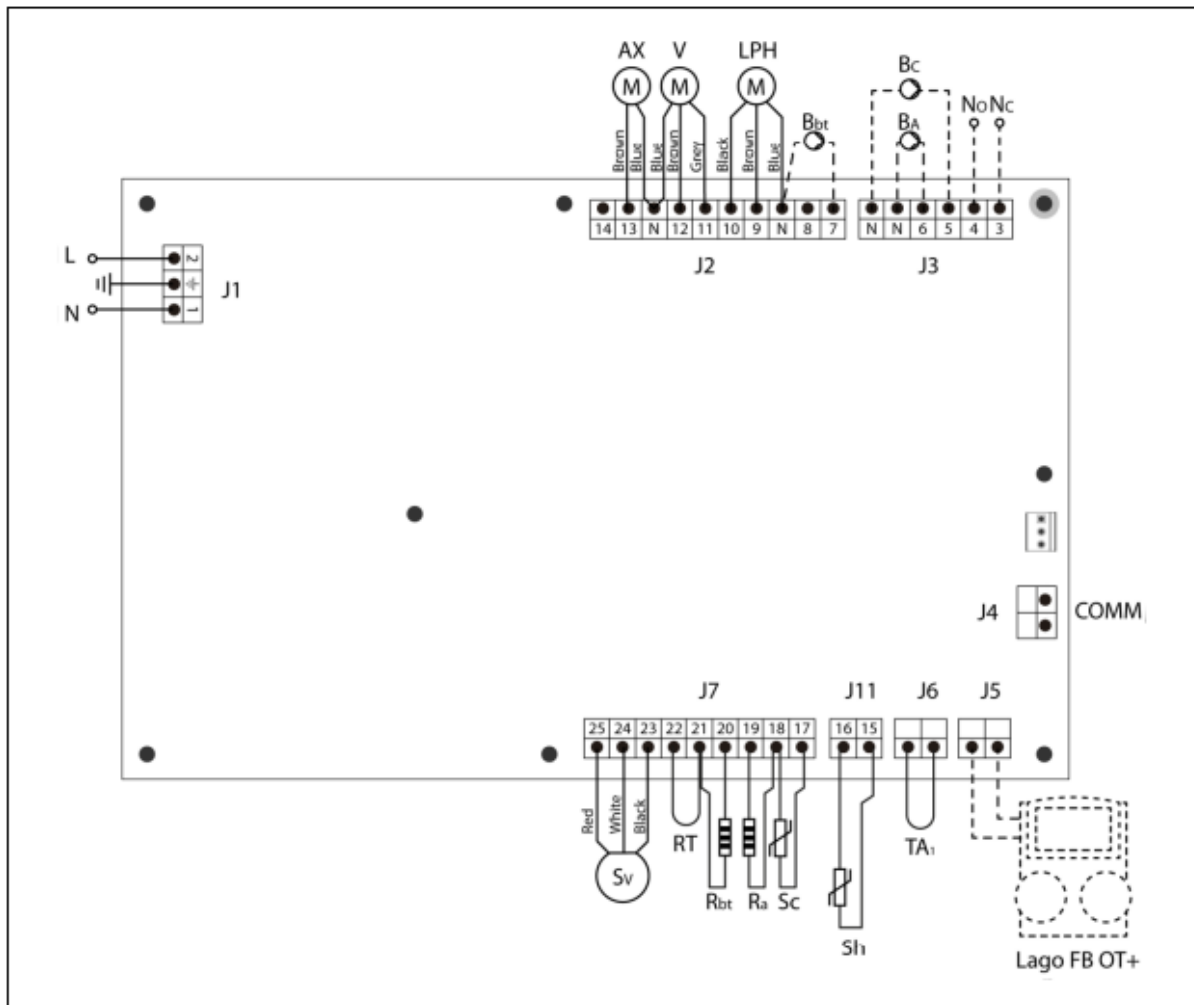 AX V LPH
M M M
Bbt
Bc
BA
No Nc
Brown Blue Blue Brown Grey Black Brown Blue
14 13 N 12 11 10 9 N 8 7
N N 6 5 4 3
J2 J3
L
N
2
1
J1
J4 COMM
J7 J11 J6 J5
25 24 23 22 21 20 19 18 17
16 15
Red White Black
Sv
RT
Rbt Ra Sc
Sh
TA1
Lago FB OT+